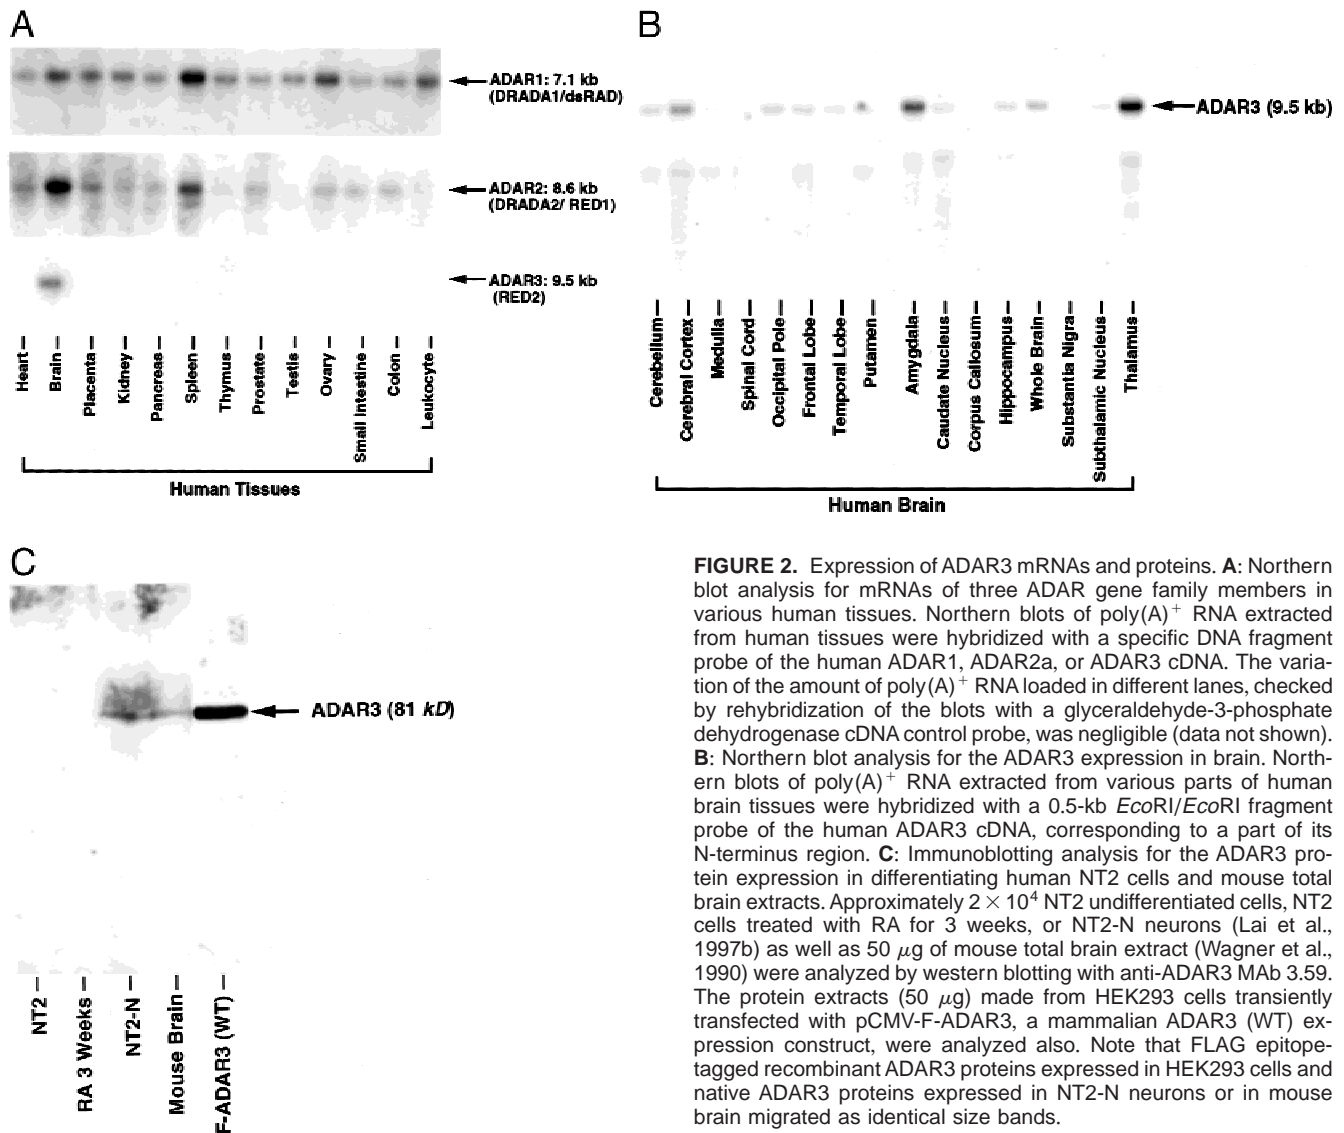 A
ADAR1: 7.1 kb
(DRADA1/dsRAD)
ADAR2: 8.6 kb
(DRADA2/ RED1)
ADAR3: 9.5 kb
(RED2)
Heart
Brain
Placenta
Kidney
Pancreas
Spleen
Thymus
Prostate
Testis
Ovary
Small Intestine
Colon
Leukocyte
Human Tissues
B
ADAR3 (9.5 kb)
Cerebellum
Cerebral Cortex
Medulla
Spinal Cord
Occipital Pole
Frontal Lobe
Temporal Lobe
Putamen
Amygdala
Caudate Nucleus
Corpus Callosum
Hippocampus
Whole Brain
Substantia Nigra
Subthalamic Nucleus
Thalamus
Human Brain
C
ADAR3 (81 kD)
NT2
RA 3 Weeks
NT2-N
Mouse Brain
F-ADAR3 (WT)
FIGURE 2. Expression of ADAR3 mRNAs and proteins. A: Northern
blot analysis for mRNAs of three ADAR gene family members in
various human tissues. Northern blots of poly(A)+ RNA extracted
from human tissues were hybridized with a specific DNA fragment
probe of the human ADAR1, ADAR2a, or ADAR3 cDNA. The varia-
tion of the amount of poly(A)+ RNA loaded in different lanes, checked
by rehybridization of the blots with a glyceraldehyde-3-phosphate
dehydrogenase cDNA control probe, was negligible (data not shown).
B: Northern blot analysis for the ADAR3 expression in brain. North-
ern blots of poly(A)+ RNA extracted from various parts of human
brain tissues were hybridized with a 0.5-kb EcoRI/EcoRI fragment
probe of the human ADAR3 cDNA, corresponding to a part of its
N-terminus region. C: Immunoblotting analysis for the ADAR3 pro-
tein expression in differentiating human NT2 cells and mouse total
brain extracts. Approximately 2 × 10⁴ NT2 undifferentiated cells, NT2
cells treated with RA for 3 weeks, or NT2-N neurons (Lai et al.,
1997b) as well as 50 μg of mouse total brain extract (Wagner et al.,
1990) were analyzed by western blotting with anti-ADAR3 MAb 3.59.
The protein extracts (50 μg) made from HEK293 cells transiently
transfected with pCMV-F-ADAR3, a mammalian ADAR3 (WT) ex-
pression construct, were analyzed also. Note that FLAG epitope-
tagged recombinant ADAR3 proteins expressed in HEK293 cells and
native ADAR3 proteins expressed in NT2-N neurons or in mouse
brain migrated as identical size bands.